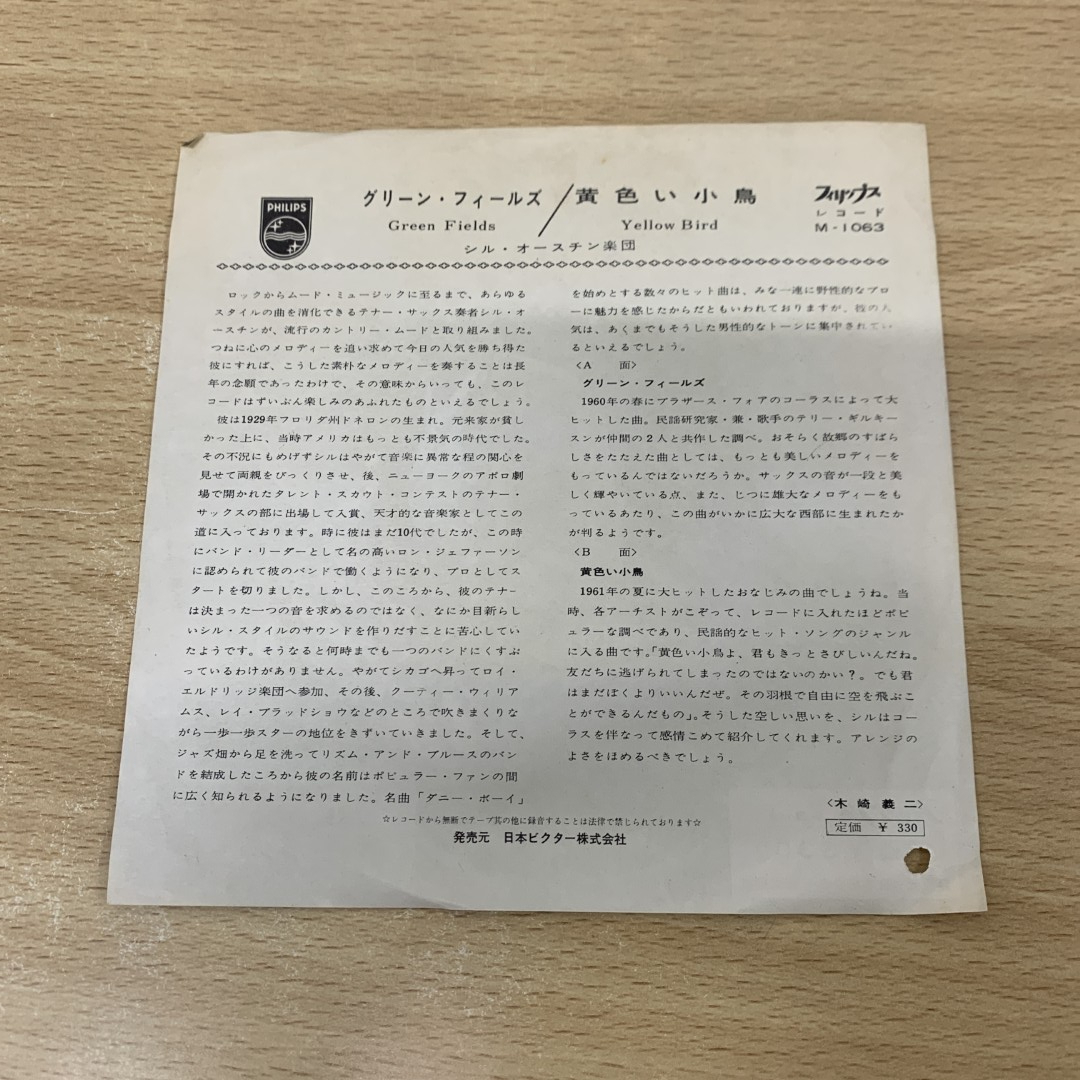 PHILIPS
グリーン・フィールズ/黄色い小鳥
Green Fields Yellow Bird
シル・オースチン楽団
フィリップス
レコード
M-1063
ロックからムード・ミュージックに至るまで、あらゆる
スタイルの曲を消化できるテナー・サックス奏者シル・オ
ースチンが、流行のカントリー・ムードと取り組みました。
つねに心のメロディーを追い求めて今日の人気を勝ち得た
彼にすれば、こうした素朴なメロディーを奏することは長
年の念願であったわけで、その意味からいっても、このレ
コードはずいぶん楽しみのあふれたものといえるでしょう。
彼は1929年フロリダ州ドネロンの生まれ。元来家が貧し
かった上に、当時アメリカはもっとも不景気の時代でした。
その不況にもめげずシルはやがて音楽に異常な程の関心を
見せて両親をびっくりさせ、後、ニューヨークのアポロ劇
場で開かれたタレント・スカウト・コンテストのテナー・
サックスの部に出場して入賞、天才的な音楽家としてこの
道に入っております。時に彼はまだ10代でしたが、この時
にバンド・リーダーとして名の高いロン・ジェファーソン
に認められて彼のバンドで働くようになり、プロとしてス
タートを切りました。しかし、このころから、彼のテナー
は決まった一つの音を求めるのではなく、なにか目新らし
いシル・スタイルのサウンドを作りだすことに苦心してい
たようです。そうなると何時までも一つのバンドにくすぶ
っているわけがありません。やがてシカゴへ昇ってロイ・
エルドリッジ楽団へ参加、その後、クーティー・ウィリア
ムス、レイ・ブラッドショウなどのところで吹きまくりな
がら一歩一歩スターの地位をきずいていきました。そして、
ジャズ畑から足を洗ってリズム・アンド・ブルースのバン
ドを結成したころから彼の名前はポピュラー・ファンの間
に広く知られるようになりました。名曲「ダニー・ボーイ」
を始めとする数々のヒット曲は、みな一連に野性的なブロ
ーに魅力を感じたからだともいわれておりますが、彼の人
気は、あくまでもそうした男性的なトーンに集中されてい
るといえるでしょう。
〈A 面〉
グリーン・フィールズ
1960年の春にブラザース・フォアのコーラスによって大
ヒットした曲。民謡研究家・兼・歌手のテリー・ギルキー
スンが仲間の2人と共作した調べ。おそらく故郷のすばら
しさをたたえた曲としては、もっとも美しいメロディーを
もっているんではないだろうか。サックスの音が一段と美
しく輝やいている点、また、じつに雄大なメロディーをも
っているあたり、この曲がいかに広大な西部に生まれたか
が判るようです。
〈B 面〉
黄色い小鳥
1961年の夏に大ヒットしたおなじみの曲でしょうね。当
時、各アーチストがこぞって、レコードに入れたほどポピ
ュラーな調べであり、民謡的なヒット・ソングのジャンル
に入る曲です。「黄色い小鳥よ、君もきっとさびしいんだね。
友だちに逃げられてしまったのではないのかい?。でも君
はまだぼくよりいいんだぜ。その羽根で自由に空を飛ぶこ
とができるんだもの」。そうした空しい思いを、シルはコー
ラスを伴なって感情こめて紹介してくれます。アレンジの
よさをほめるべきでしょう。
〈木崎義二〉
定価 ¥ 330
☆レコードから無断でテープ其の他に録音することは法律で禁じられております☆
発売元 日本ビクター株式会社